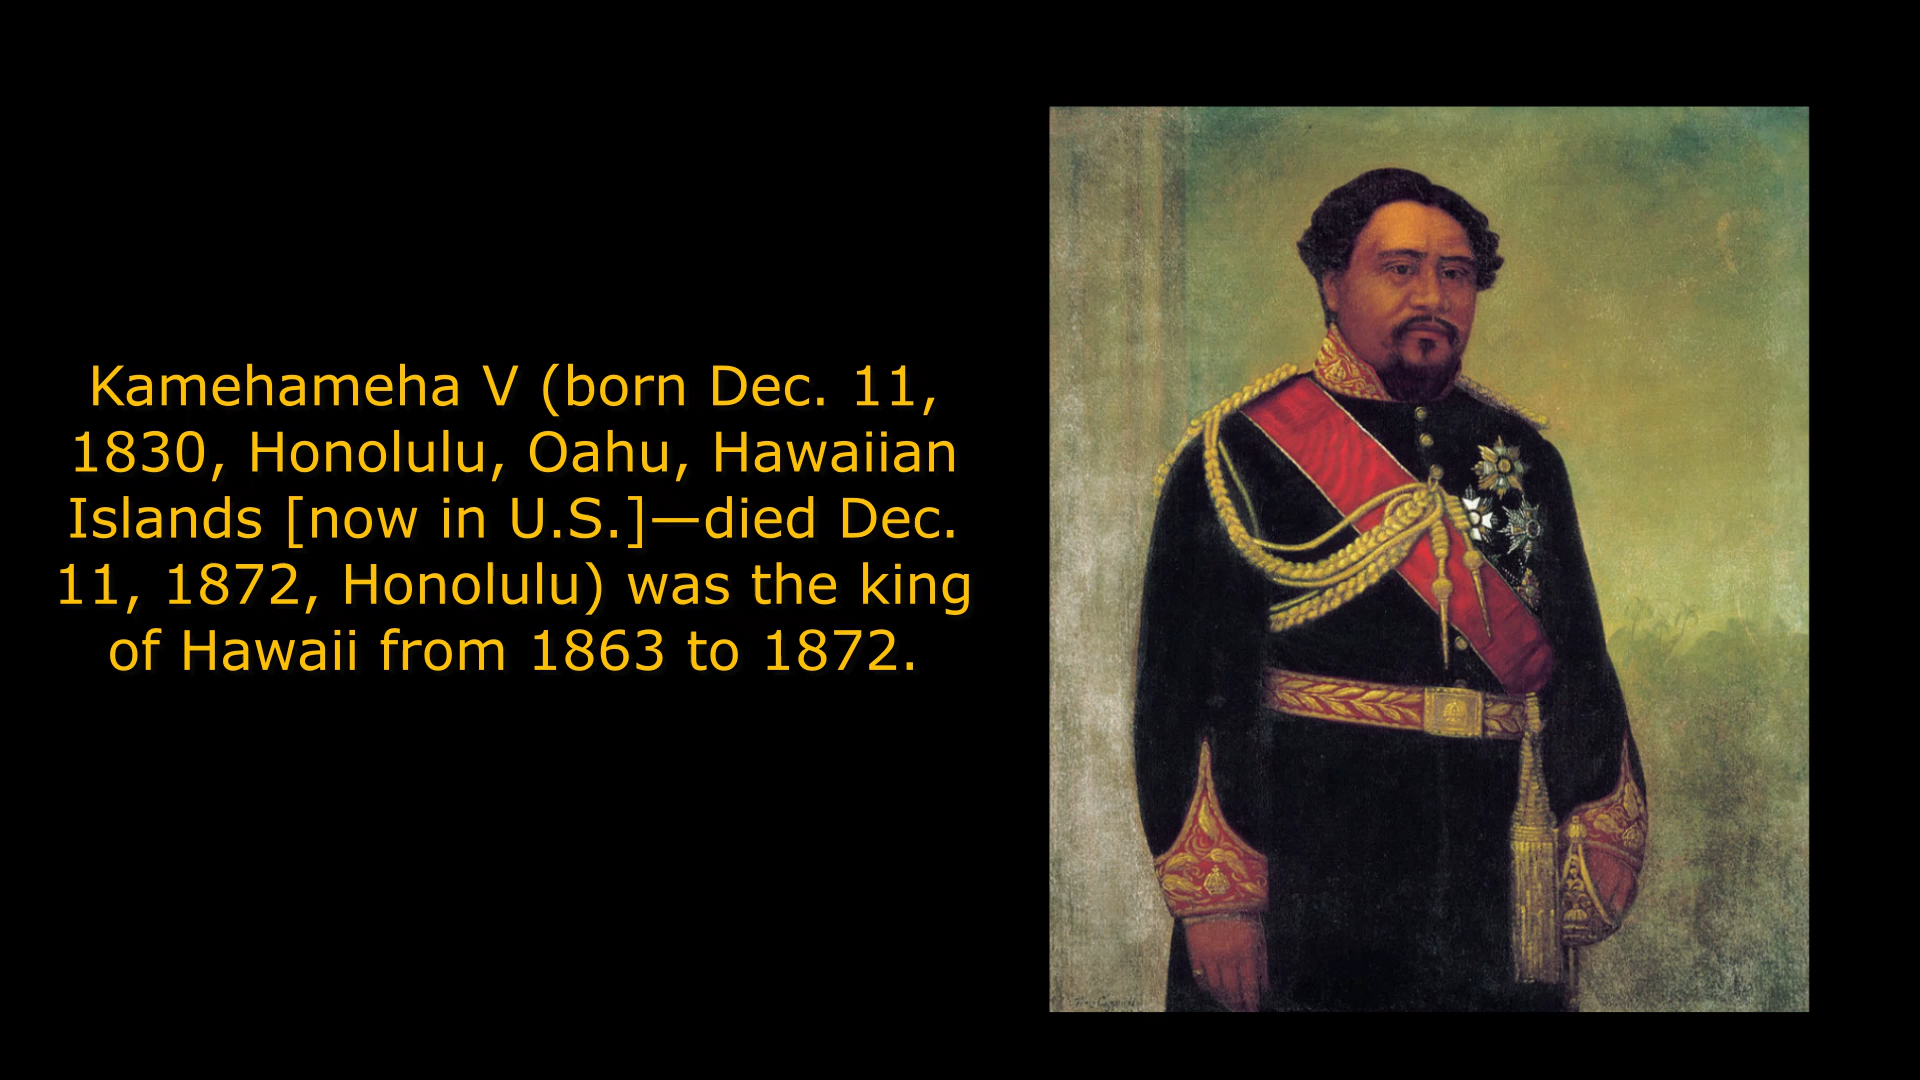 Kamehameha V (born Dec. 11,
1830, Honolulu, Oahu, Hawaiian
Islands [now in U.S.]—died Dec.
11, 1872, Honolulu) was the king
of Hawaii from 1863 to 1872.